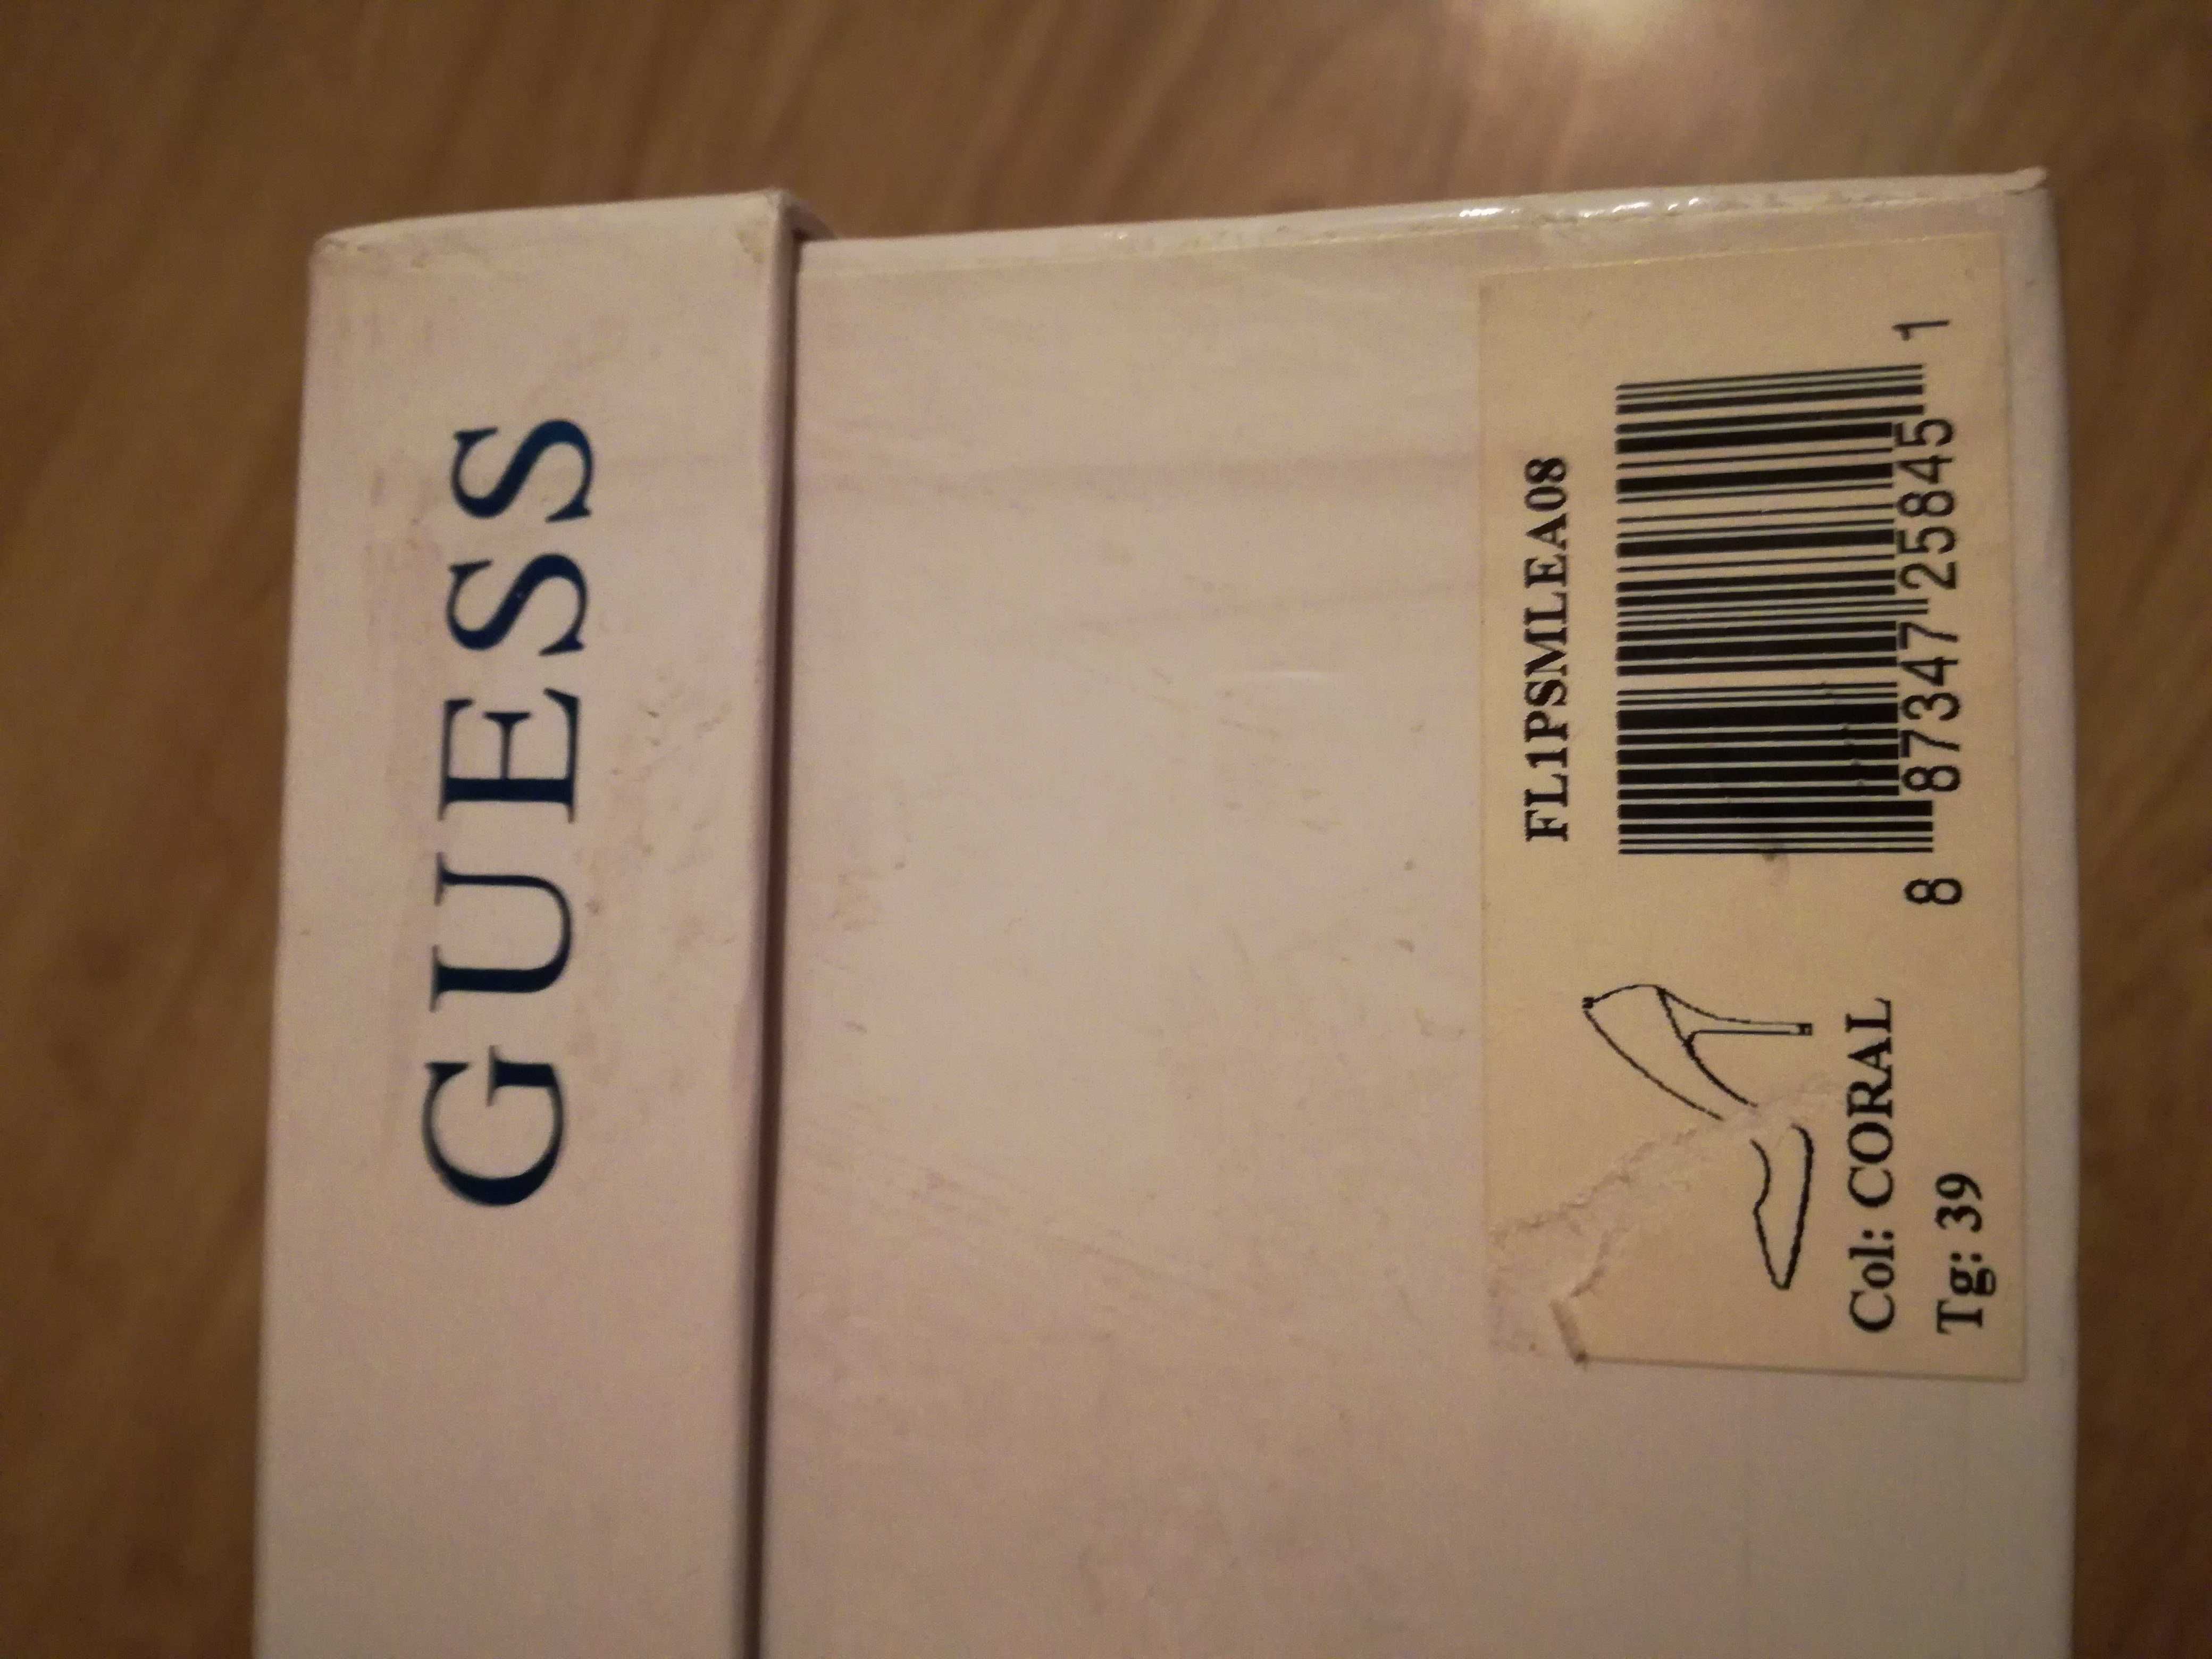 GUESS
FL1PSMLEA08
8 87347 25845 1
Col: CORAL
Tg: 39